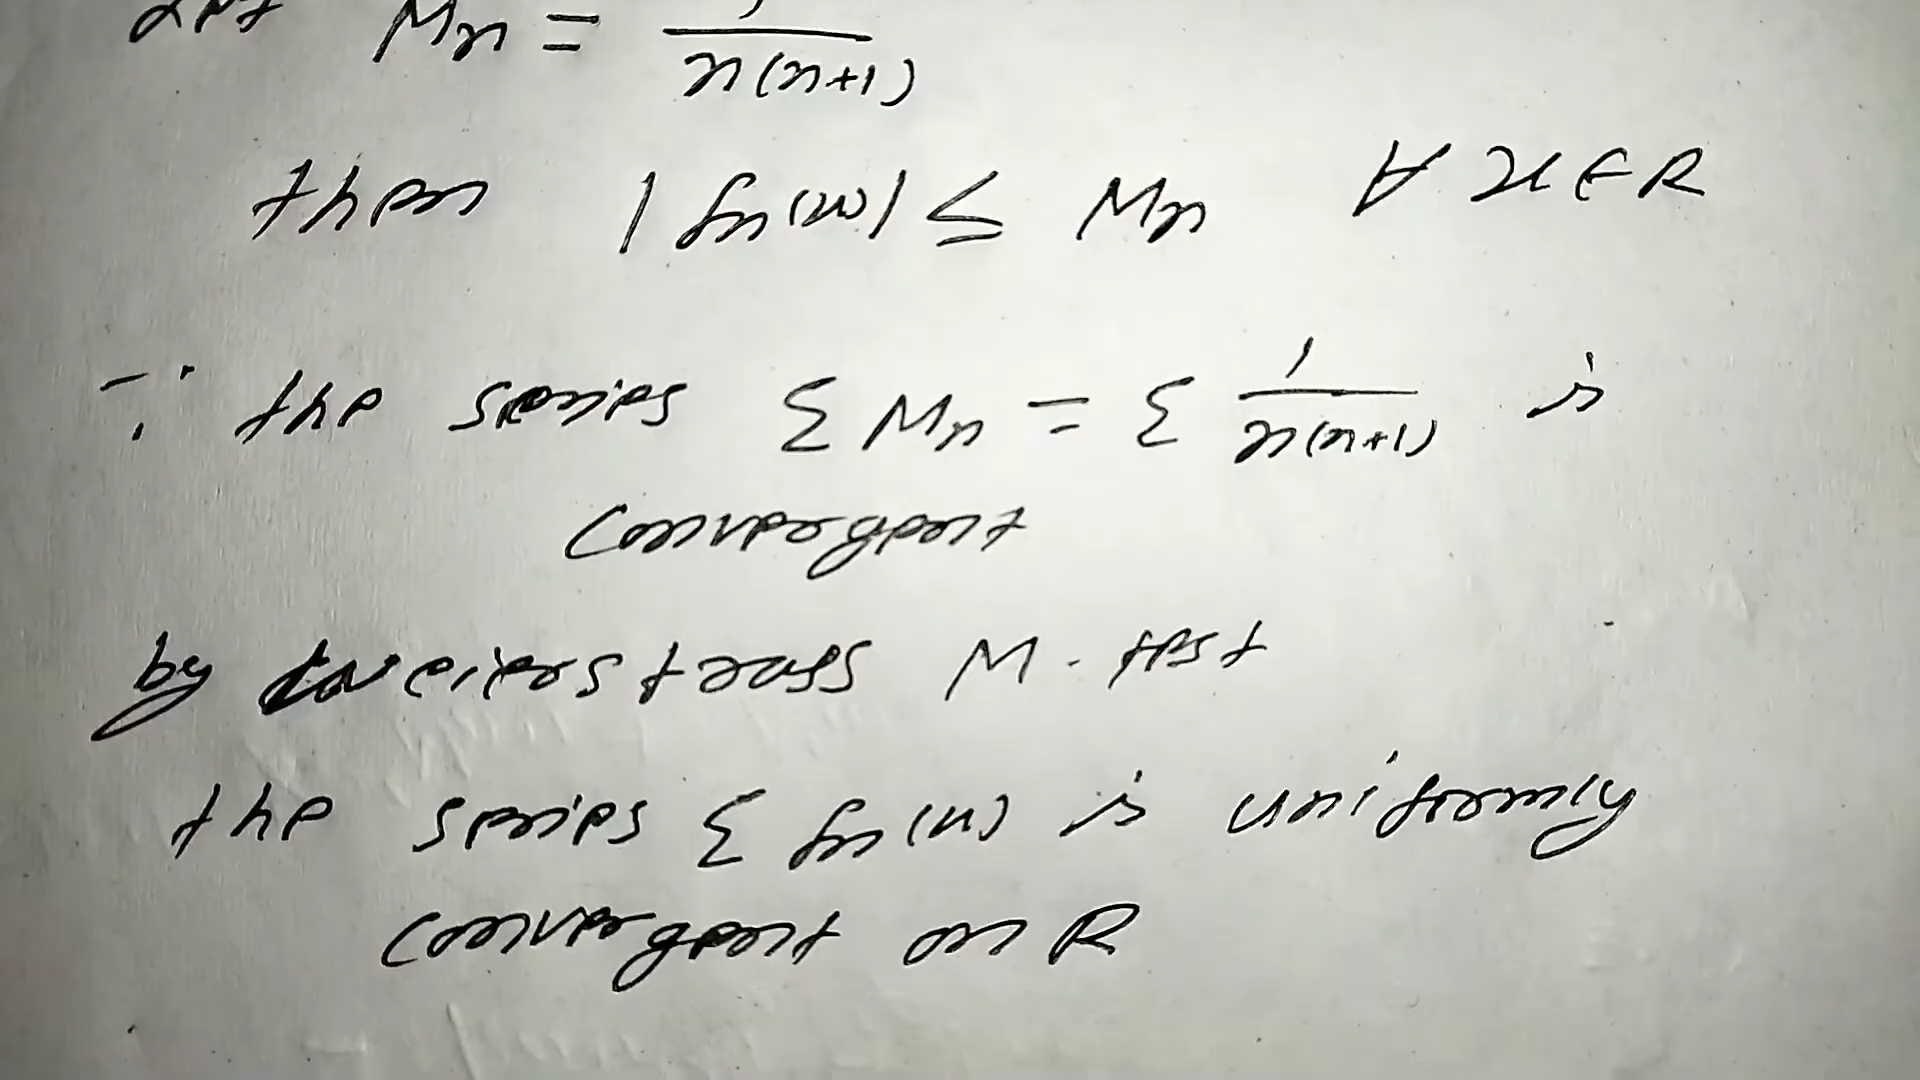 Let Mn = 1/n(n+1)
then |fn(x)| ≤ Mn ∀ x ∈ R
∵ the series Σ Mn = Σ 1/n(n+1) is
convergent
by weierstrass M-test
the series Σ fn(x) is uniformly
convergent on R